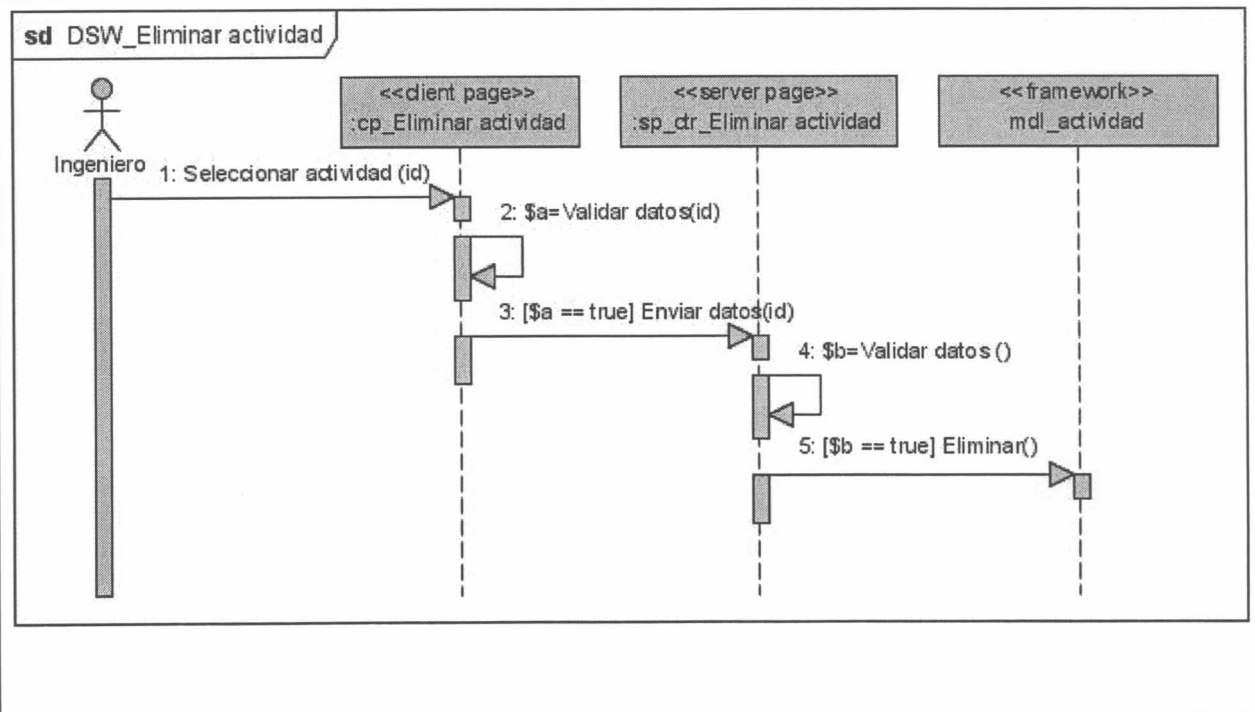 sd DSW_Eliminar actividad
<<client page>>
:cp_Eliminar actividad
<<server page>>
:sp_ctr_Eliminar actividad
<<framework>>
mdl_actividad
Ingeniero
1: Seleccionar actividad (id)
2: $a=Validar datos(id)
3: [$a == true] Enviar datos(id)
4: $b=Validar datos ()
5: [$b == true] Eliminar()